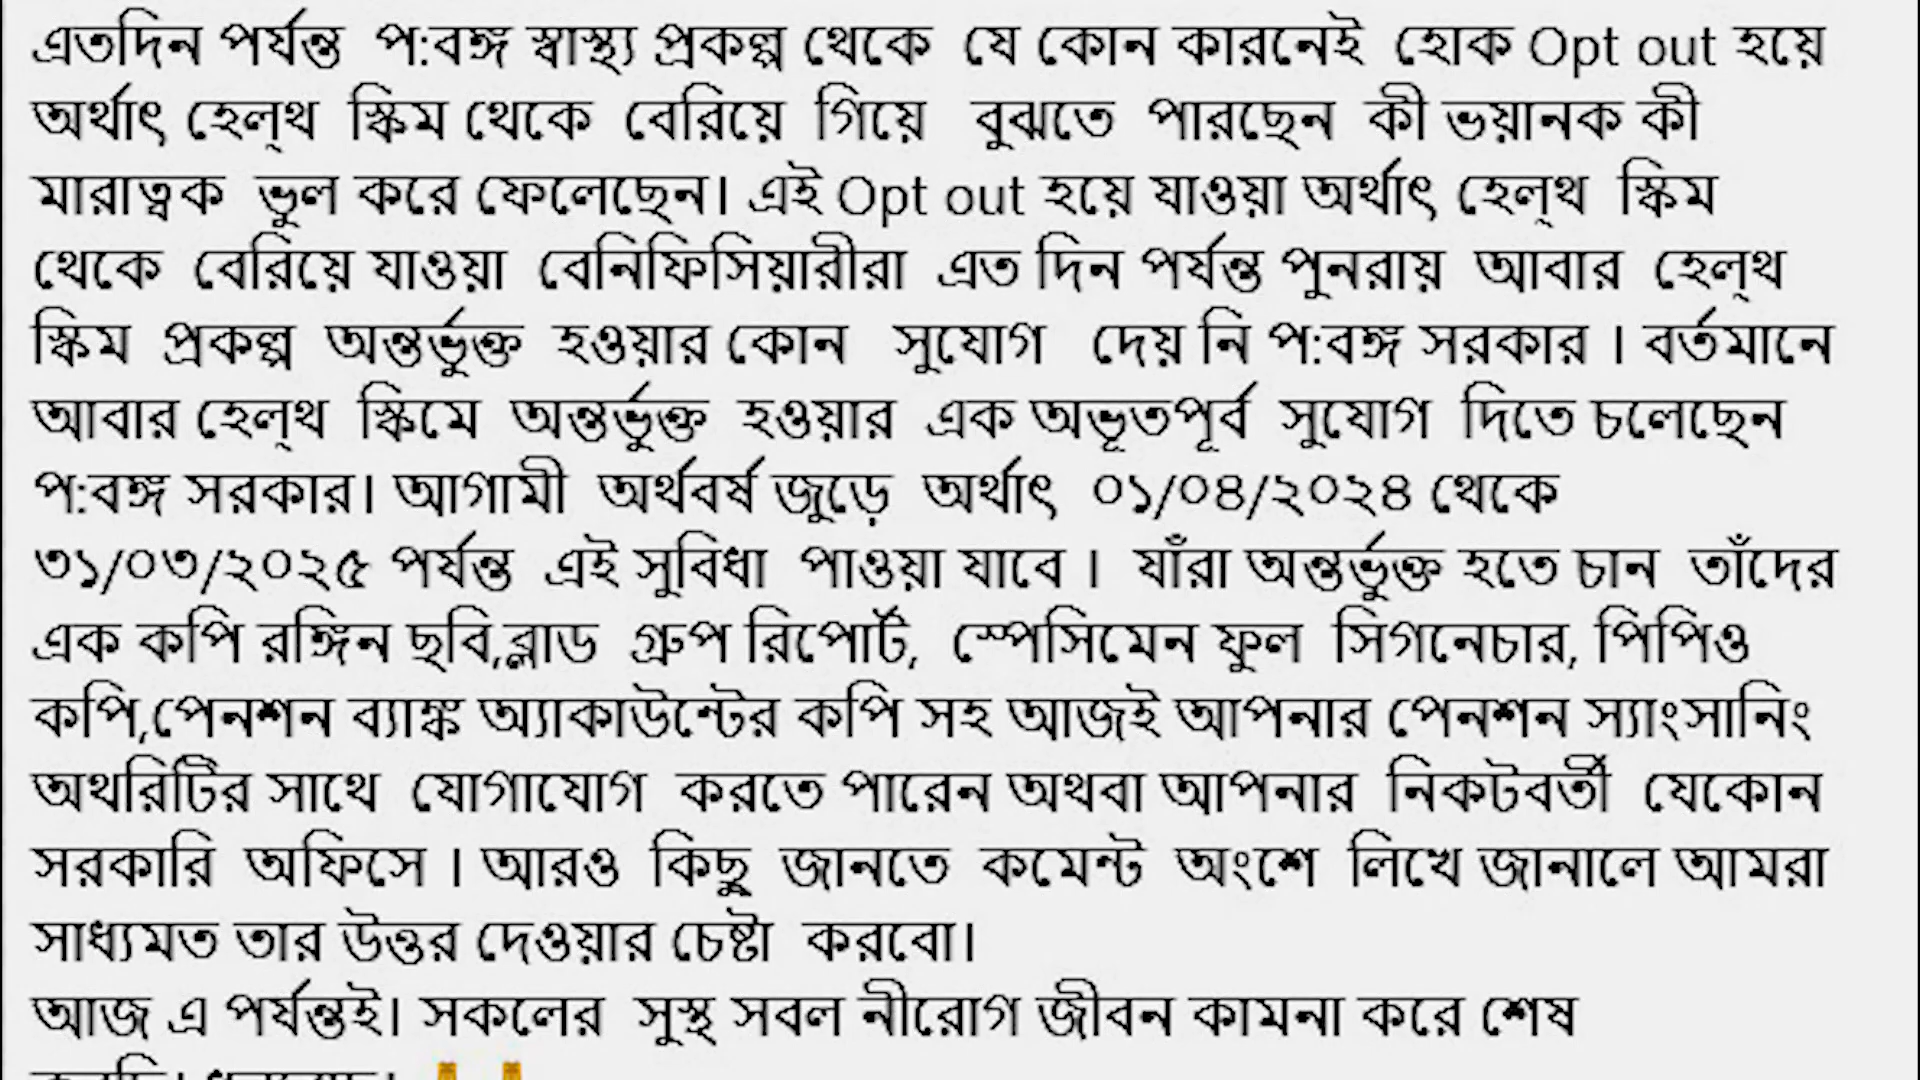 এতদিন পর্যন্ত প:বঙ্গ স্বাস্থ্য প্রকল্প থেকে যে কোন কারনেই হোক Opt out হয়ে
অর্থাৎ হেল্‌থ স্কিম থেকে বেরিয়ে গিয়ে বুঝতে পারছেন কী ভয়ানক কী
মারাত্বক ভুল করে ফেলেছেন। এই Opt out হয়ে যাওয়া অর্থাৎ হেল্‌থ স্কিম
থেকে বেরিয়ে যাওয়া বেনিফিসিয়ারীরা এত দিন পর্যন্ত পুনরায় আবার হেল্‌থ
স্কিম প্রকল্প অন্তর্ভুক্ত হওয়ার কোন সুযোগ দেয় নি প:বঙ্গ সরকার । বর্তমানে
আবার হেল্‌থ স্কিমে অন্তর্ভুক্ত হওয়ার এক অভূতপূর্ব সুযোগ দিতে চলেছেন
প:বঙ্গ সরকার। আগামী অর্থবর্ষ জুড়ে অর্থাৎ ০১/০৪/২০২৪ থেকে
৩১/০৩/২০২৫ পর্যন্ত এই সুবিধা পাওয়া যাবে । যাঁরা অন্তর্ভুক্ত হতে চান তাঁদের
এক কপি রঙ্গিন ছবি,ব্লাড গ্রুপ রিপোর্ট, স্পেসিমেন ফুল সিগনেচার, পিপিও
কপি,পেনশন ব্যাঙ্ক অ্যাকাউন্টের কপি সহ আজই আপনার পেনশন স্যাংসানিং
অথরিটির সাথে যোগাযোগ করতে পারেন অথবা আপনার নিকটবর্তী যেকোন
সরকারি অফিসে । আরও কিছু জানতে কমেন্ট অংশে লিখে জানালে আমরা
সাধ্যমত তার উত্তর দেওয়ার চেষ্টা করবো।
আজ এ পর্যন্তই। সকলের সুস্থ সবল নীরোগ জীবন কামনা করে শেষ